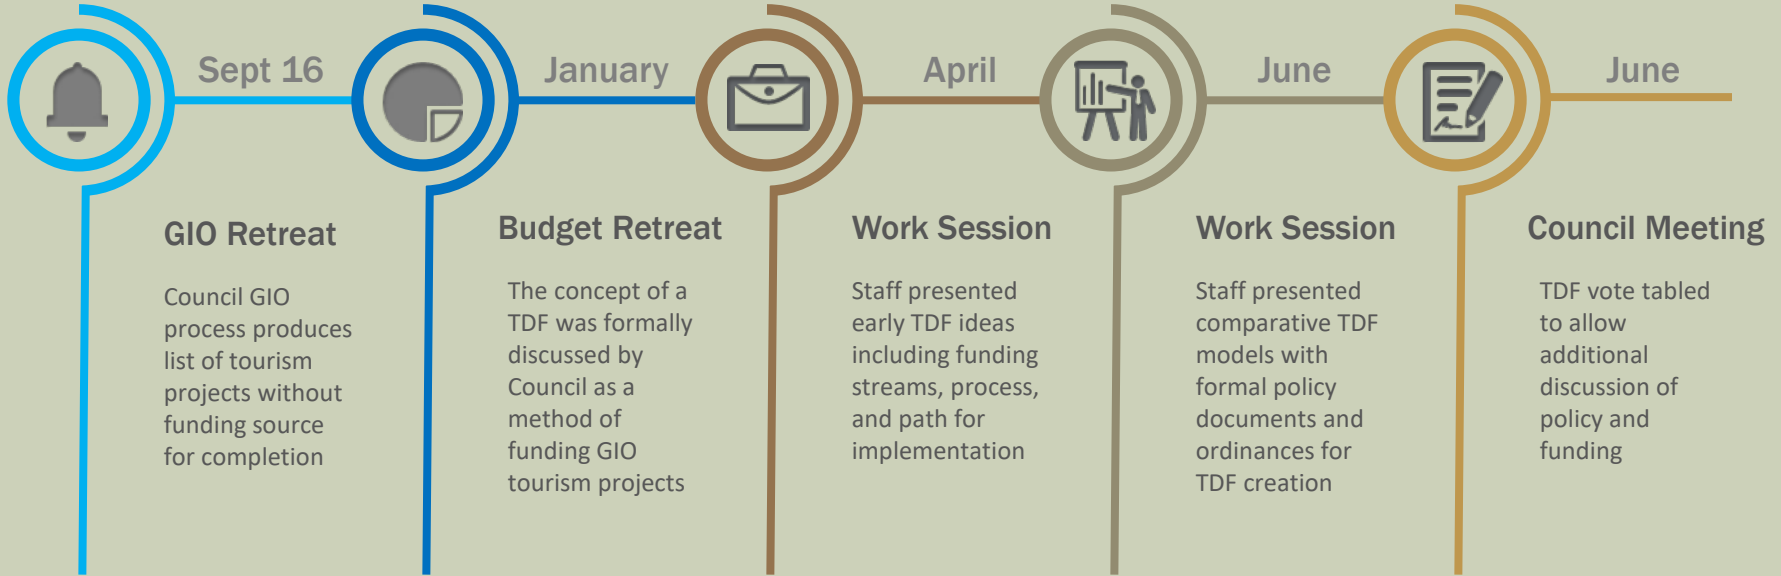 Sept 16
GIO Retreat
Council GIO
process produces
list of tourism
projects without
funding source
for completion
January
Budget Retreat
The concept of a
TDF was formally
discussed by
Council as a
method of
funding GIO
tourism projects
April
Work Session
Staff presented
early TDF ideas
including funding
streams, process,
and path for
implementation
June
Work Session
Staff presented
comparative TDF
models with
formal policy
documents and
ordinances for
TDF creation
June
Council Meeting
TDF vote tabled
to allow
additional
discussion of
policy and
funding